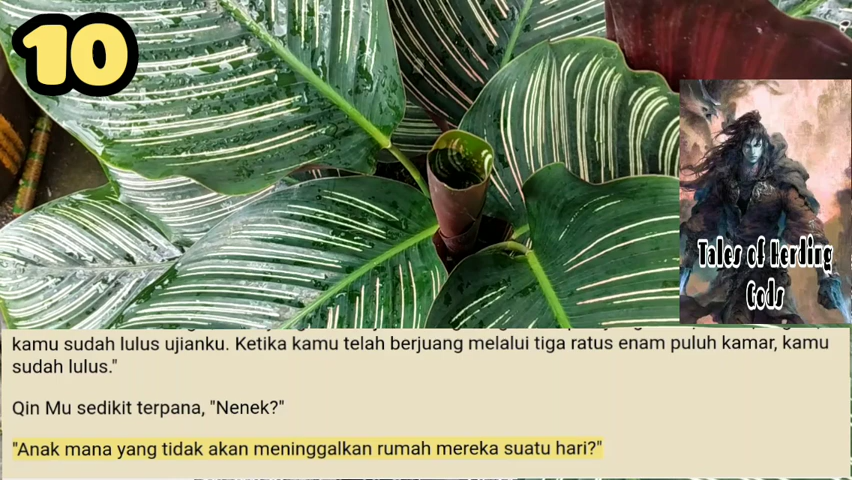 10
Tales of Herding
Gods
kamu sudah lulus ujianku. Ketika kamu telah berjuang melalui tiga ratus enam puluh kamar, kamu
sudah lulus."
Qin Mu sedikit terpana, "Nenek?"
"Anak mana yang tidak akan meninggalkan rumah mereka suatu hari?"